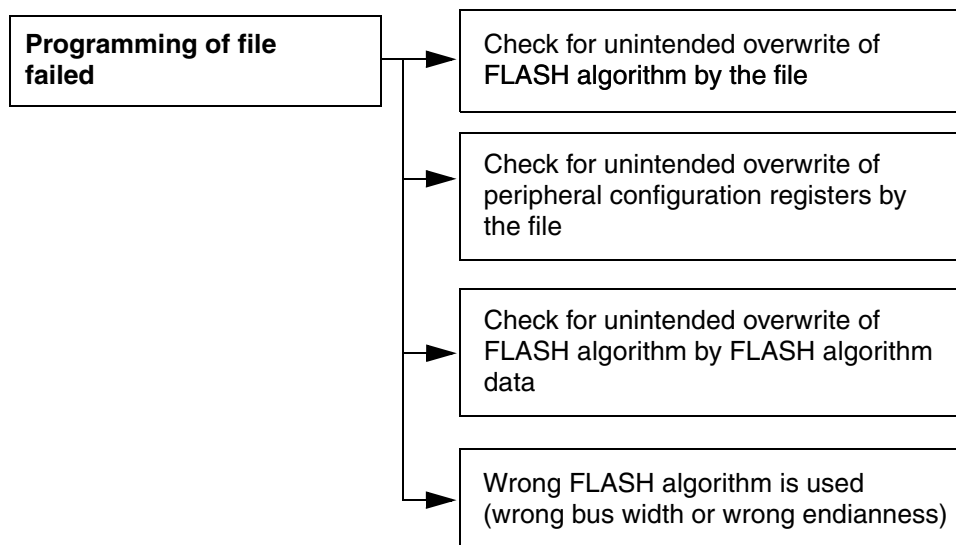 Programming of file
failed
Check for unintended overwrite of
FLASH algorithm by the file
Check for unintended overwrite of
peripheral configuration registers by
the file
Check for unintended overwrite of
FLASH algorithm by FLASH algorithm
data
Wrong FLASH algorithm is used
(wrong bus width or wrong endianness)